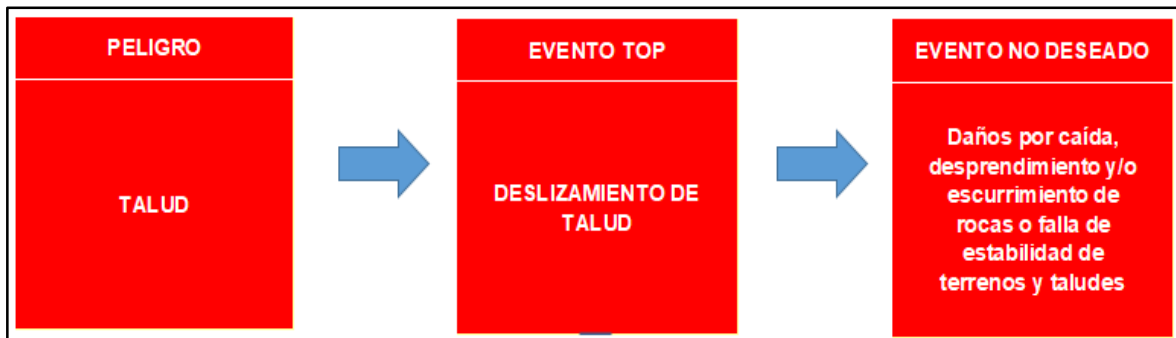 PELIGRO
TALUD
EVENTO TOP
DESLIZAMIENTO DE
TALUD
EVENTO NO DESEADO
Daños por caída,
desprendimiento y/o
escurrimiento de
rocas o falla de
estabilidad de
terrenos y taludes